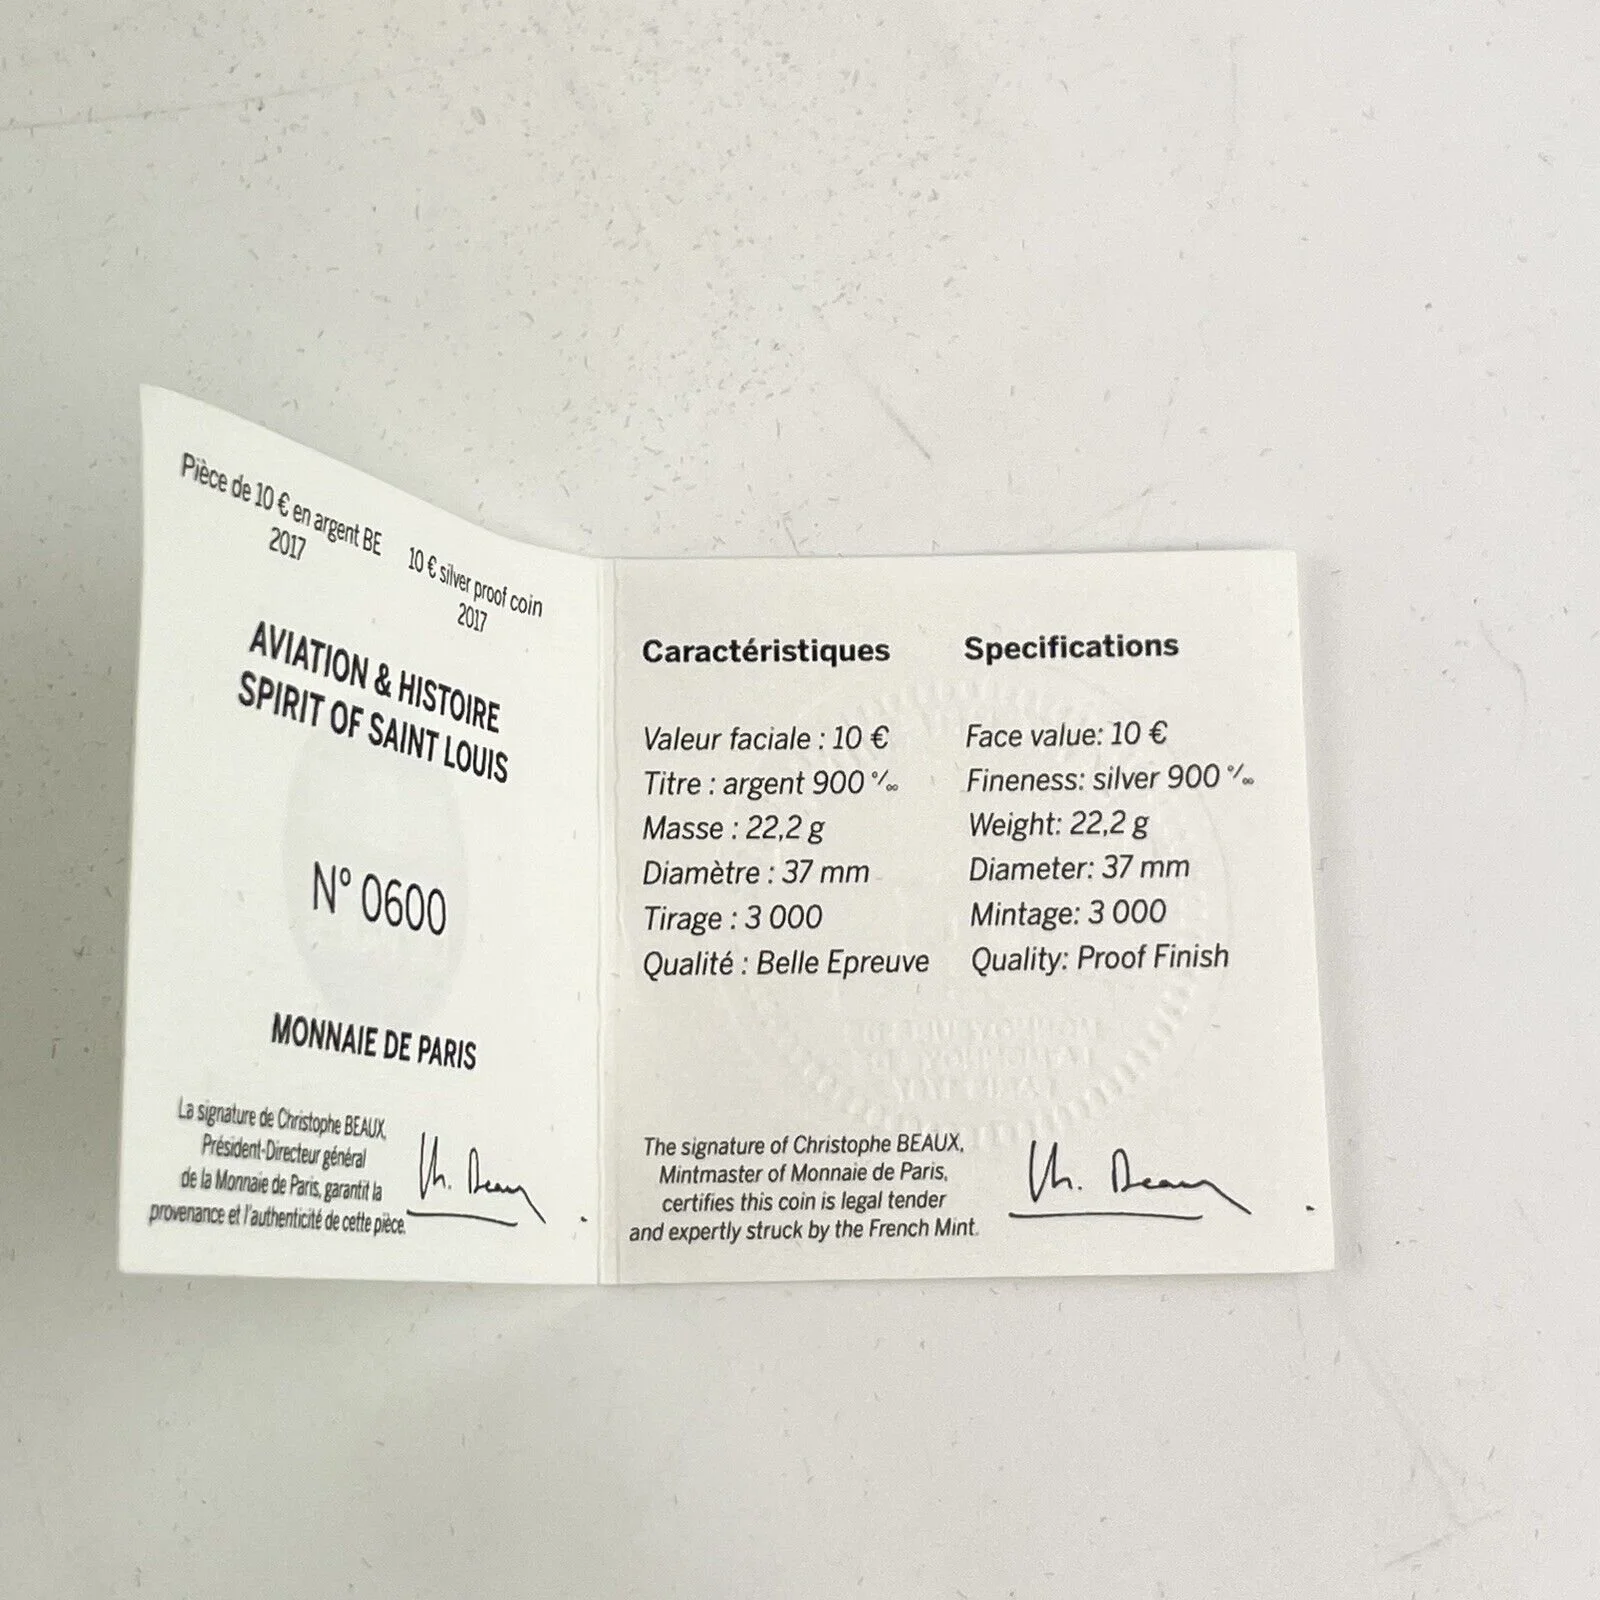 Pièce de 10 € en argent BE
2017
10 € silver proof coin
2017
AVIATION & HISTOIRE
SPIRIT OF SAINT LOUIS
N° 0600
MONNAIE DE PARIS
La signature de Christophe BEAUX,
Président-Directeur général
de la Monnaie de Paris, garantit la
provenance et l'authenticité de cette pièce.
Ch. Beaux
Caractéristiques
Valeur faciale : 10 €
Titre : argent 900 °/°°
Masse : 22,2 g
Diamètre : 37 mm
Tirage : 3 000
Qualité : Belle Epreuve
Specifications
Face value: 10 €
Fineness: silver 900 °/°°
Weight: 22,2 g
Diameter: 37 mm
Mintage: 3 000
Quality: Proof Finish
The signature of Christophe BEAUX,
Mintmaster of Monnaie de Paris,
certifies this coin is legal tender
and expertly struck by the French Mint.
Ch. Beaux